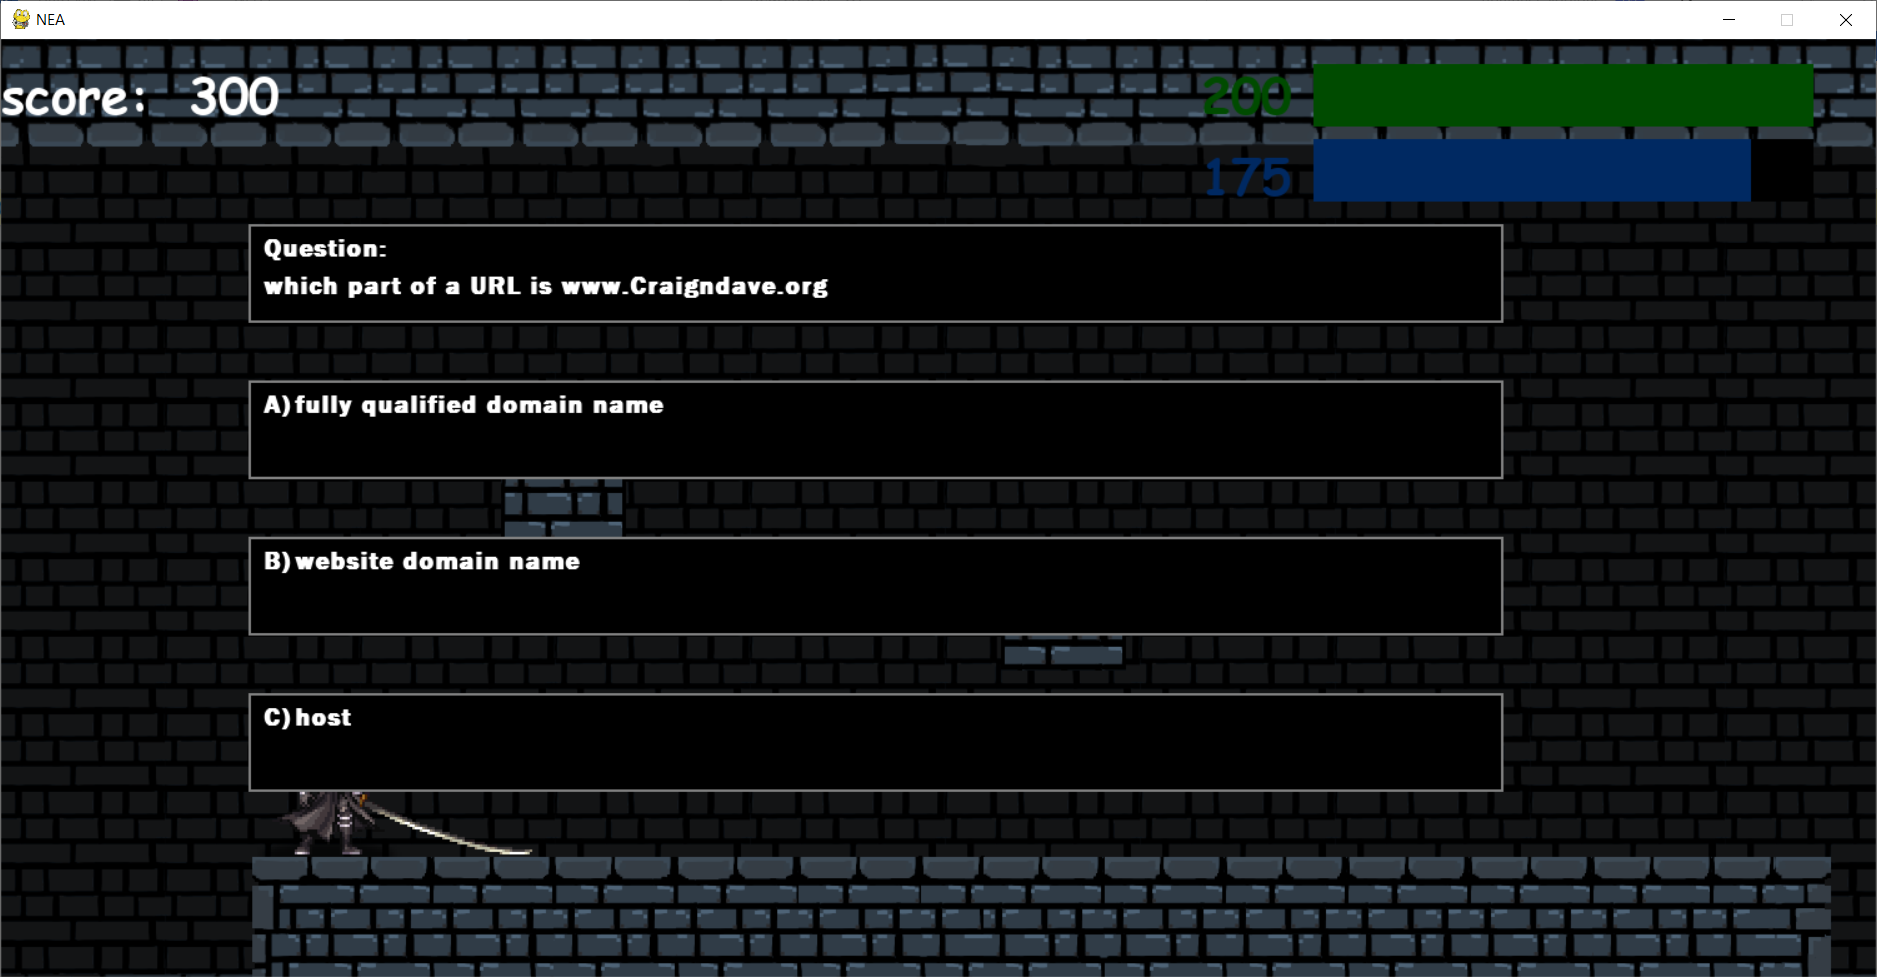 NEA
score: 300
200
175
Question:
which part of a URL is www.Craigndave.org
A)fully qualified domain name
B)website domain name
C)host